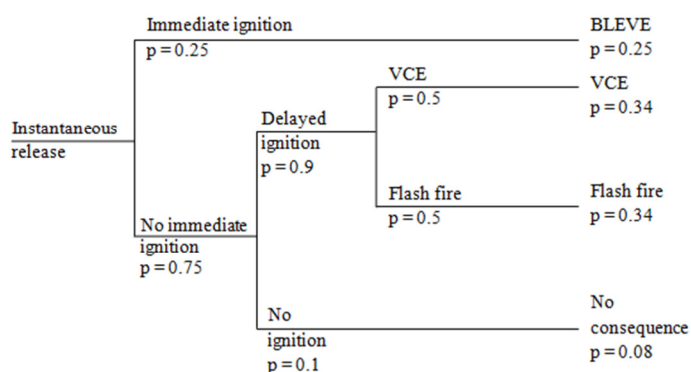 Immediate ignition
p = 0.25
BLEVE
p = 0.25
VCE
p = 0.5
VCE
p = 0.34
Instantaneous
release
Delayed
ignition
p = 0.9
Flash fire
p = 0.5
Flash fire
p = 0.34
No immediate
ignition
p = 0.75
No
ignition
p = 0.1
No
consequence
p = 0.08